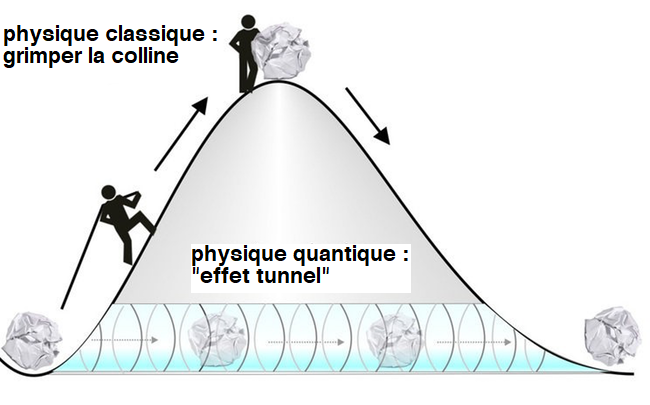 physique classique :
grimper la colline
physique quantique :
"effet tunnel"